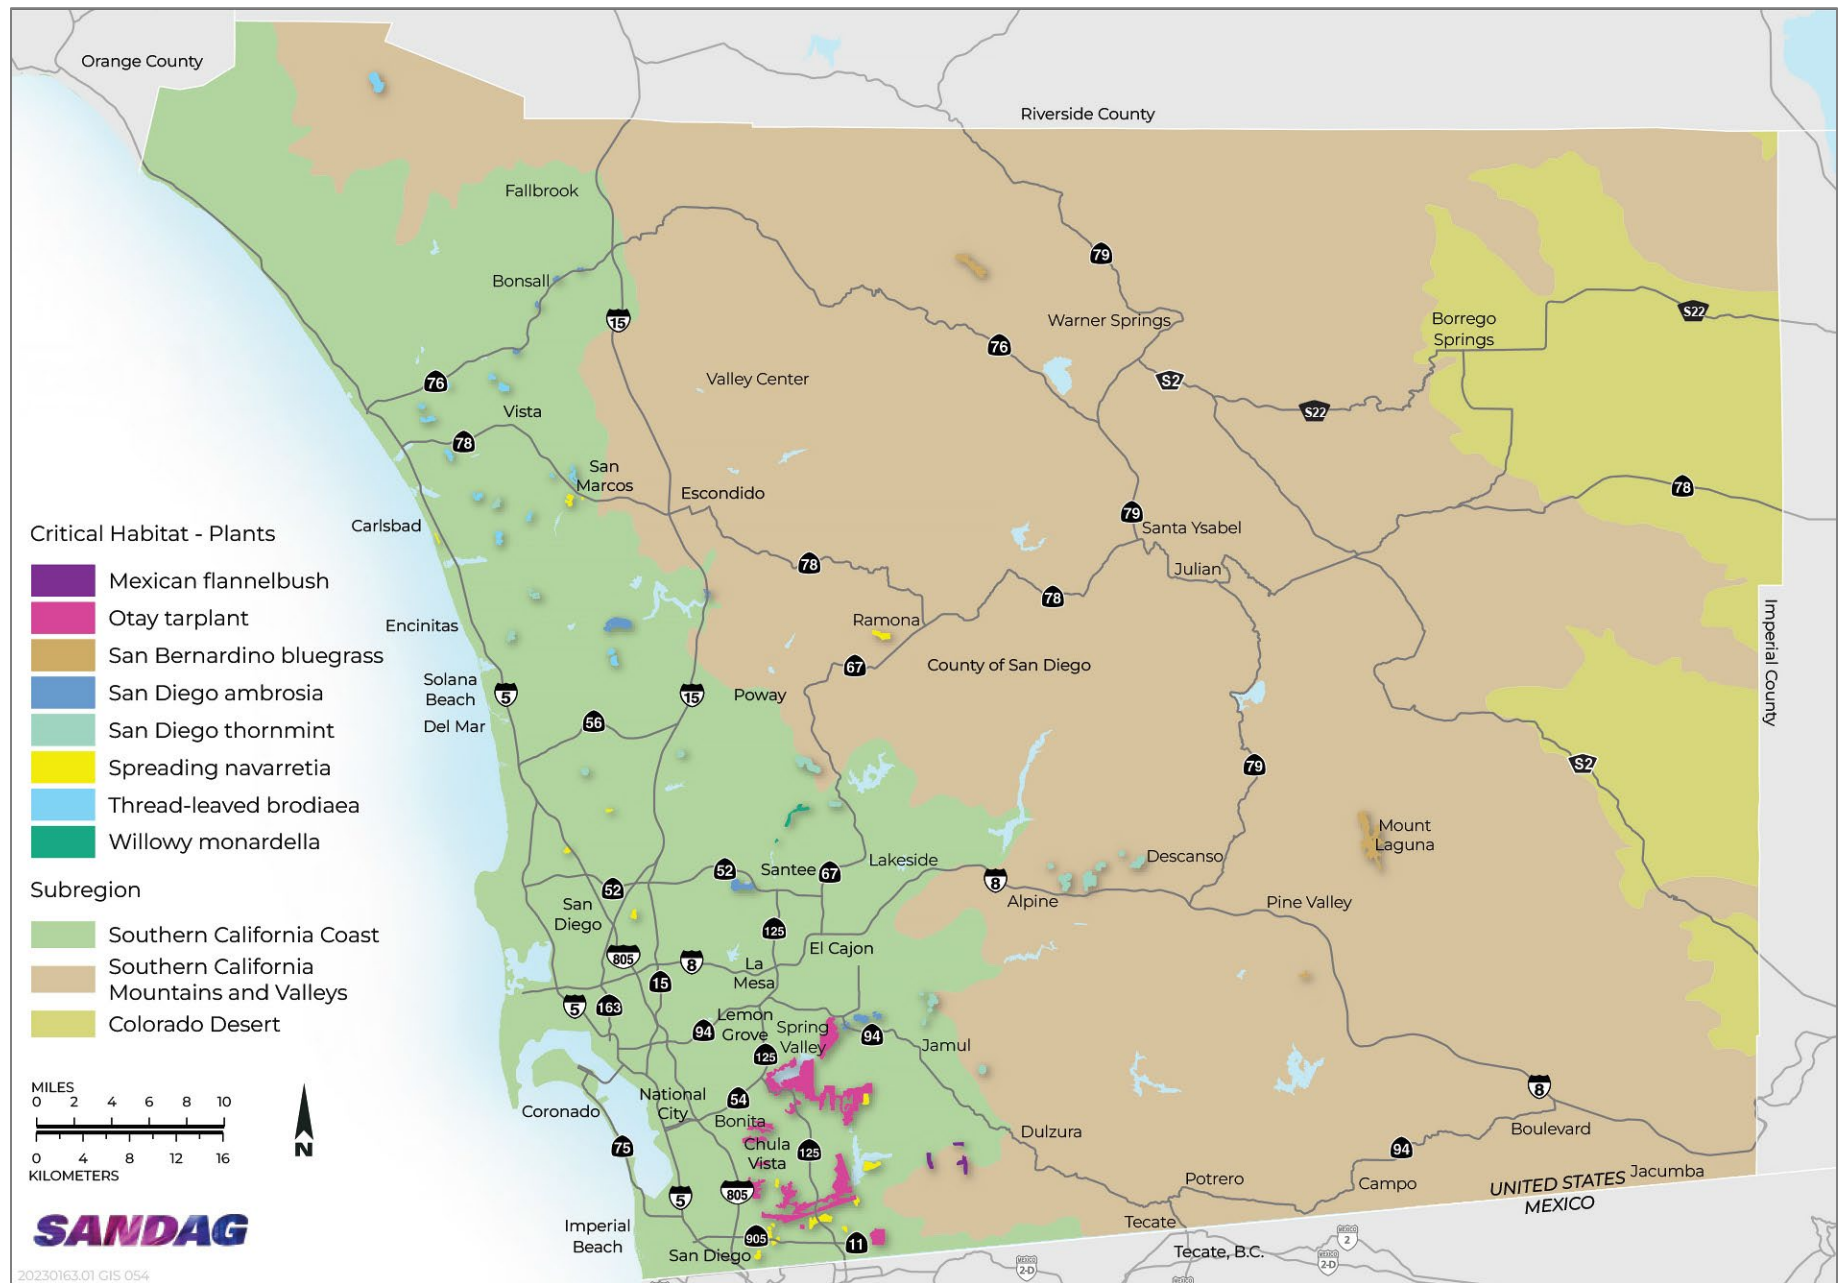 Orange County
Riverside County
Fallbrook
79
Bonsall
15
Warner Springs
Borrego
Springs
S22
76
76
Valley Center
S2
S22
Vista
78
San
Marcos
Escondido
78
79
Santa Ysabel
Carlsbad
Critical Habitat - Plants
Mexican flannelbush
Otay tarplant
San Bernardino bluegrass
San Diego ambrosia
San Diego thornmint
Spreading navarretia
Thread-leaved brodiaea
Willowy monardella
Subregion
Southern California Coast
Southern California
Mountains and Valleys
Colorado Desert
78
Julian
78
Encinitas
Ramona
Imperial County
67
County of San Diego
Solana
Beach
5
15
Poway
Del Mar
56
79
S2
Mount
Laguna
52
52
Santee
67
Lakeside
Descanso
8
Alpine
Pine Valley
San
Diego
125
El Cajon
805
8
La
Mesa
15
5
163
94
Lemon
Grove
Spring
Valley
94
Jamul
125
MILES
0 2 4 6 8 10
0 4 8 12 16
KILOMETERS
N
National
City
54
Coronado
Bonita
8
Boulevard
75
Chula
Vista
125
Dulzura
94
Potrero
Campo
UNITED STATES
MEXICO
Jacumba
5
805
SANDAG
Imperial
Beach
San Diego
905
11
Tecate
Tecate, B.C.
MEXICO
2
MEXICO
2-D
MEXICO
2-D
20230163.01 GIS 054